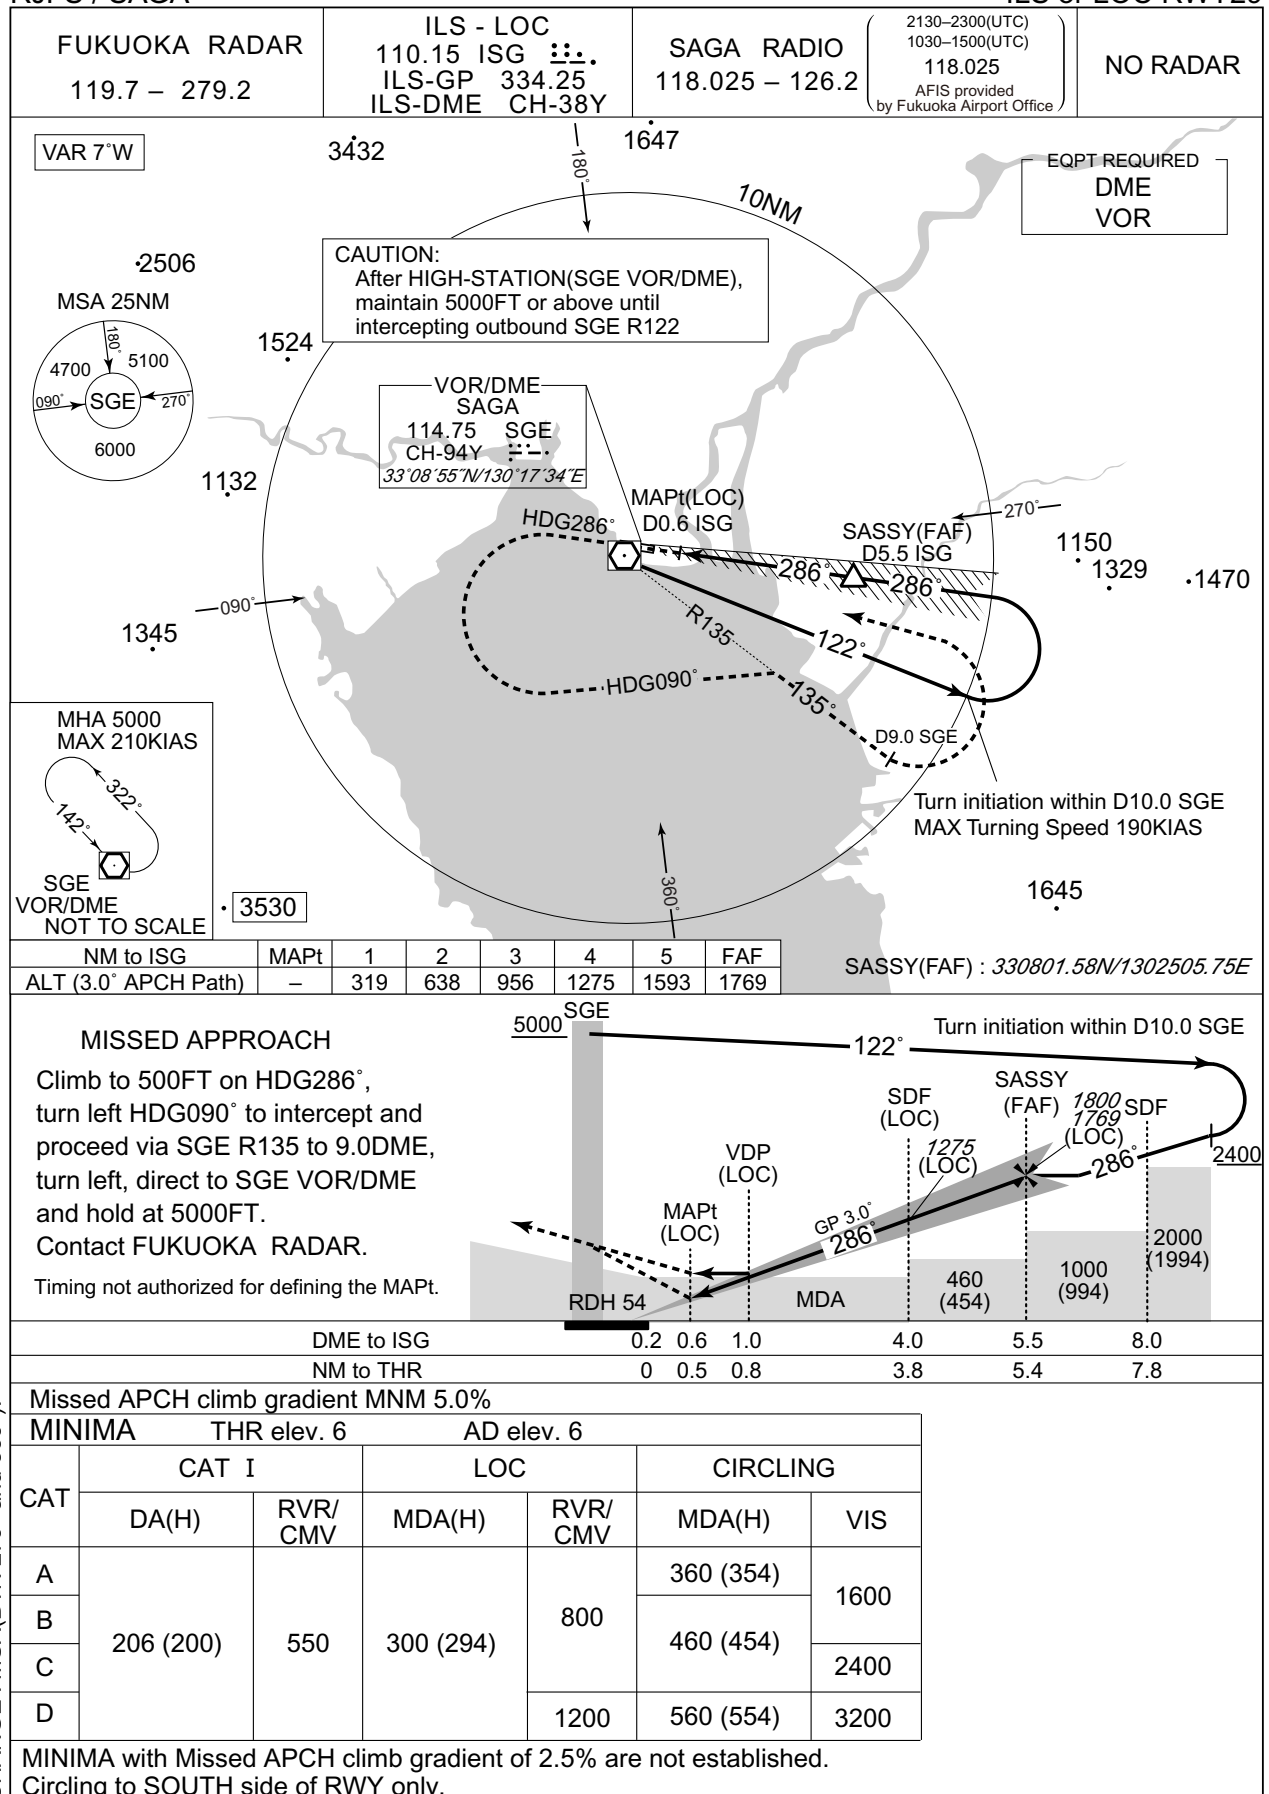 FUKUOKA RADAR
119.7 – 279.2
ILS - LOC
110.15 ISG
ILS-GP 334.25
ILS-DME CH-38Y
SAGA RADIO
118.025 – 126.2
2130–2300(UTC)
1030–1500(UTC)
118.025
AFIS provided
by Fukuoka Airport Office
NO RADAR
VAR 7°W
3432
180°
1647
EQPT REQUIRED
DME
VOR
10NM
2506
CAUTION:
After HIGH-STATION(SGE VOR/DME),
maintain 5000FT or above until
intercepting outbound SGE R122
MSA 25NM
180°
4700
5100
090°
SGE
270°
6000
1524
VOR/DME
SAGA
114.75 SGE
CH-94Y
33°08′55″N/130°17′34″E
1132
MAPt(LOC)
D0.6 ISG
HDG286°
SASSY(FAF)
D5.5 ISG
270°
1150
1329
1470
286°
286°
090°
1345
R135
122°
HDG090°
135°
D9.0 SGE
Turn initiation within D10.0 SGE
MAX Turning Speed 190KIAS
MHA 5000
MAX 210KIAS
322°
142°
SGE
VOR/DME
NOT TO SCALE
3530
360°
1645
NM to ISG MAPt 1 2 3 4 5 FAF
ALT (3.0° APCH Path) – 319 638 956 1275 1593 1769
SASSY(FAF) : 330801.58N/1302505.75E
MISSED APPROACH
Climb to 500FT on HDG286°,
turn left HDG090° to intercept and
proceed via SGE R135 to 9.0DME,
turn left, direct to SGE VOR/DME
and hold at 5000FT.
Contact FUKUOKA RADAR.
Timing not authorized for defining the MAPt.
SGE
5000
Turn initiation within D10.0 SGE
122°
SASSY
(FAF)
1800
1769
(LOC)
SDF
SDF
(LOC)
1275
(LOC)
VDP
(LOC)
MAPt
(LOC)
286°
2400
GP 3.0°
286°
2000
(1994)
1000
(994)
460
(454)
MDA
RDH 54
DME to ISG 0.2 0.6 1.0 4.0 5.5 8.0
NM to THR 0 0.5 0.8 3.8 5.4 7.8
Missed APCH climb gradient MNM 5.0%
MINIMA THR elev. 6 AD elev. 6
CAT
CAT I
LOC
CIRCLING
DA(H)
RVR/
CMV
MDA(H)
RVR/
CMV
MDA(H)
VIS
A
B
C
D
206 (200)
550
300 (294)
800
1200
360 (354)
460 (454)
560 (554)
1600
2400
3200
MINIMA with Missed APCH climb gradient of 2.5% are not established.
Circling to SOUTH side of RWY only.